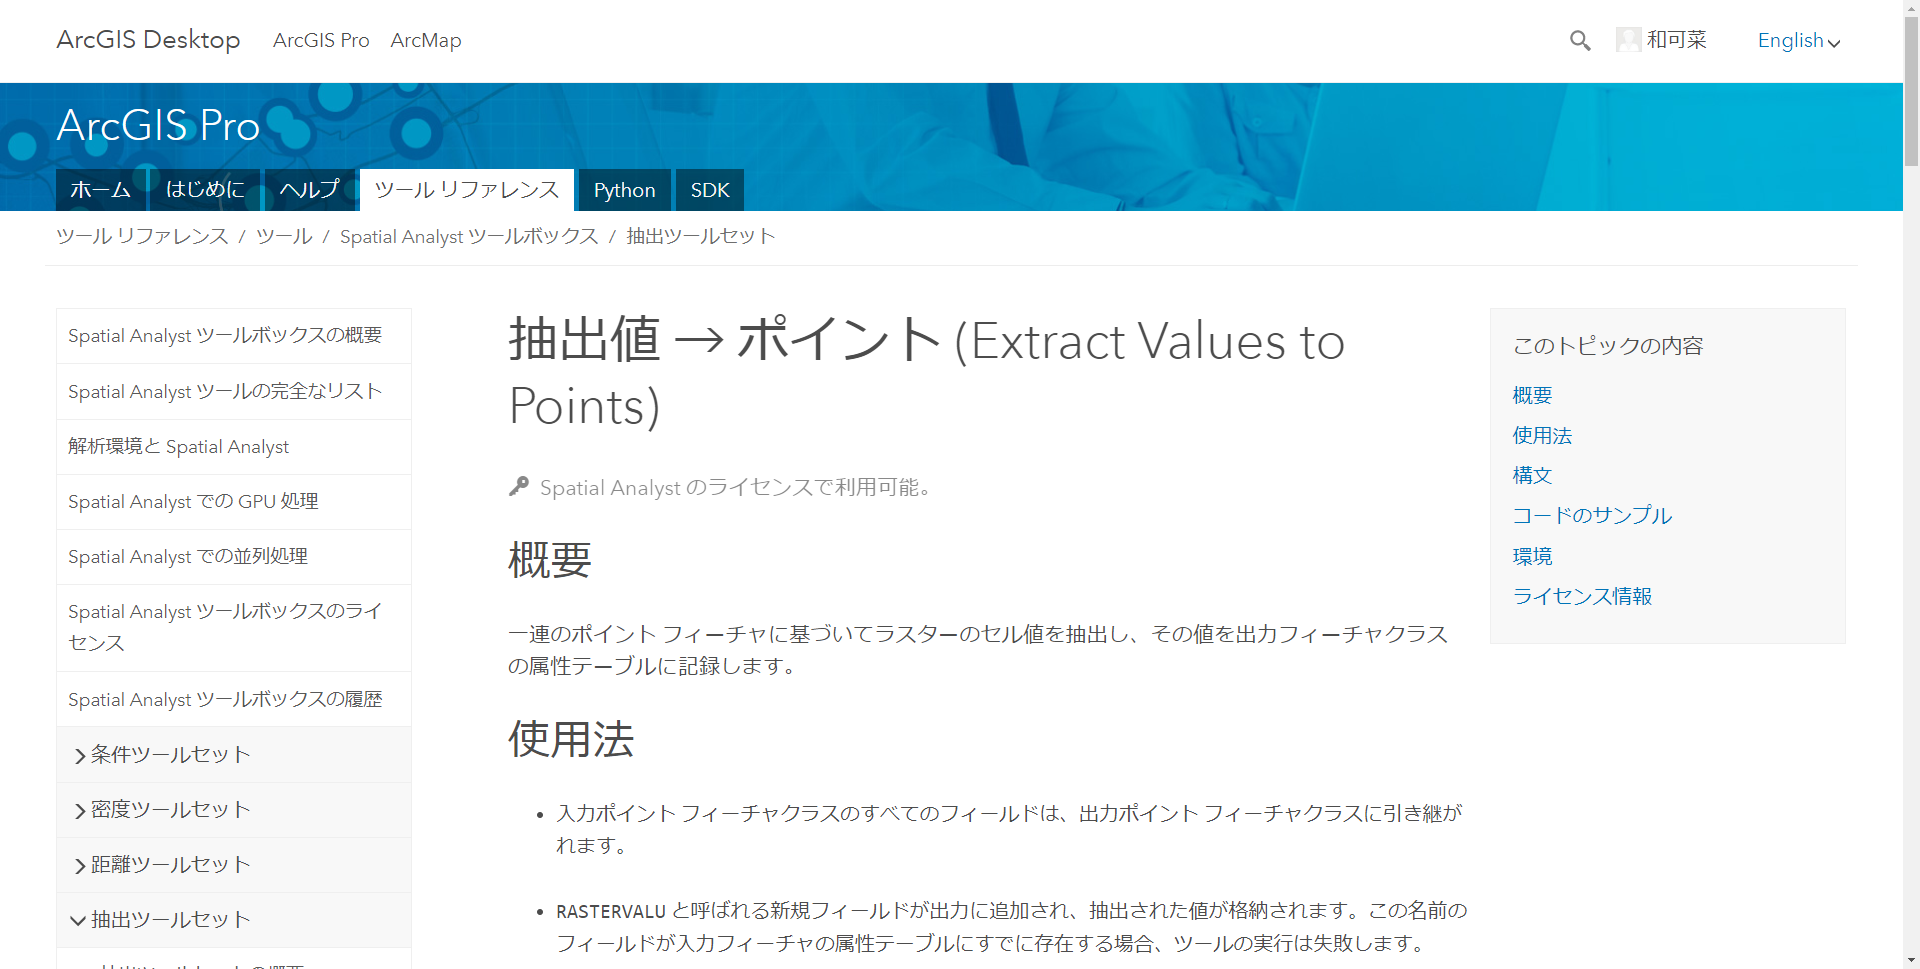 ArcGIS Desktop ArcGIS Pro ArcMap 和可菜 English
ArcGIS Pro
ホーム はじめに ヘルプ ツール リファレンス Python SDK
ツール リファレンス / ツール / Spatial Analyst ツールボックス / 抽出ツールセット
Spatial Analyst ツールボックスの概要
Spatial Analyst ツールの完全なリスト
解析環境と Spatial Analyst
Spatial Analyst での GPU 処理
Spatial Analyst での並列処理
Spatial Analyst ツールボックスのライ
センス
Spatial Analyst ツールボックスの履歴
条件ツールセット
密度ツールセット
距離ツールセット
抽出ツールセット
抽出ツールセットの概要
抽出値 → ポイント (Extract Values to
Points)
Spatial Analyst のライセンスで利用可能。
概要
一連のポイント フィーチャに基づいてラスターのセル値を抽出し、その値を出力フィーチャクラス
の属性テーブルに記録します。
使用法
• 入力ポイント フィーチャクラスのすべてのフィールドは、出力ポイント フィーチャクラスに引き継が
れます。
• RASTERVALU と呼ばれる新規フィールドが出力に追加され、抽出された値が格納されます。この名前の
フィールドが入力フィーチャの属性テーブルにすでに存在する場合、ツールの実行は失敗します。
このトピックの内容
概要
使用法
構文
コードのサンプル
環境
ライセンス情報